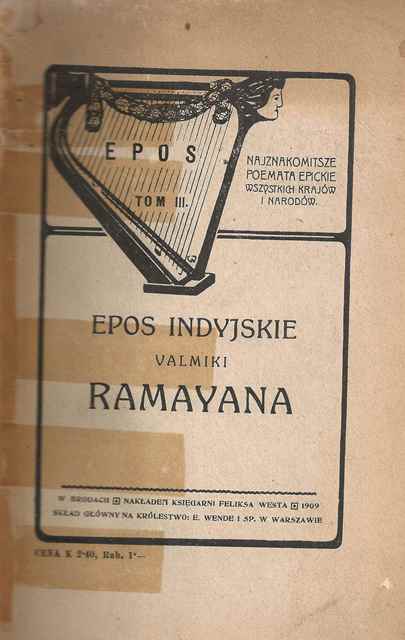 EPOS
TOM III.
NAJZNAKOMITSZE
POEMATA EPICKIE
WSZYSTKICH KRAJÓW
I NARODÓW.
EPOS INDYJSKIE
VALMIKI
RAMAYANA
W BRODACH NAKŁADEM KSIĘGARNI FELIKSA WESTA 1909
SKŁAD GŁÓWNY NA KRÓLESTWO: E. WENDE I SP. W WARSZAWIE
CENA K 2·40, Rub. 1·—